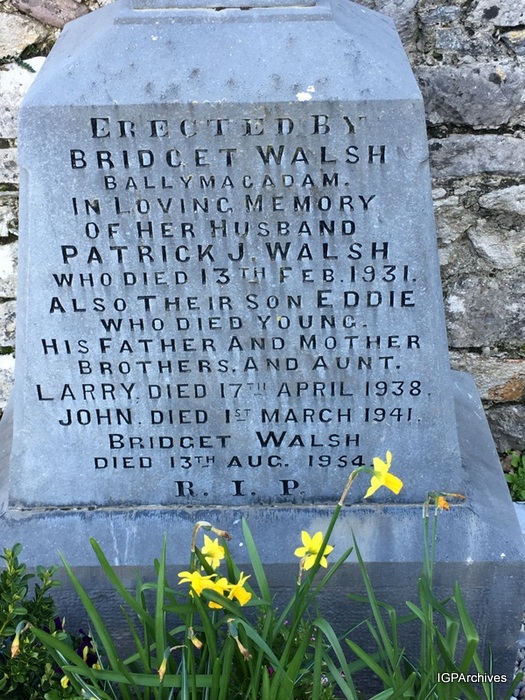 ERECTED BY
BRIDGET WALSH
BALLYMACADAM.
IN LOVING MEMORY
OF HER HUSBAND
PATRICK J. WALSH
WHO DIED 13TH FEB. 1931.
ALSO THEIR SON EDDIE
WHO DIED YOUNG.
HIS FATHER AND MOTHER
BROTHERS, AND AUNT.
LARRY, DIED 17TH APRIL 1938.
JOHN, DIED 1ST MARCH 1941.
BRIDGET WALSH
DIED 13TH AUG. 1954.
R. I. P.
IGPArchives